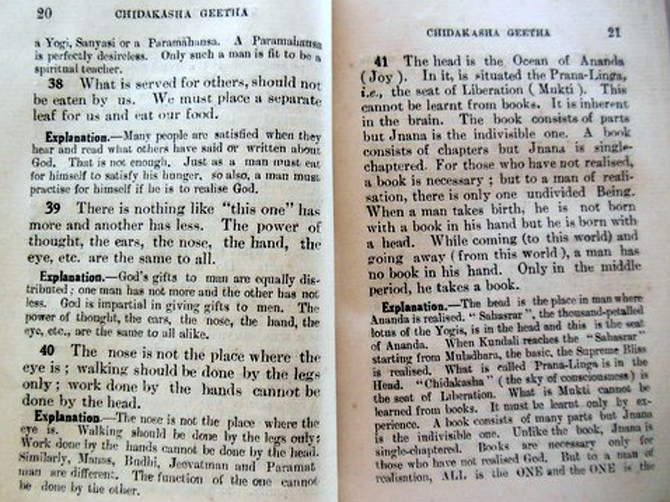 20 CHIDAKASHA GEETHA
a Yogi, Sanyasi or a Paramahansa. A Paramahansa
is perfectly desireless. Only such a man is fit to be a
spiritual teacher.
38 What is served for others, should not
be eaten by us. We must place a separate
leaf for us and eat our food.
Explanation.—Many people are satisfied when they
hear and read what others have said or written about
God. That is not enough. Just as a man must eat
for himself to satisfy his hunger, so also, a man must
practise for himself if he is to realise God.
39 There is nothing like "this one" has
more and another has less. The power of
thought, the ears, the nose, the hand, the
eye, etc. are the same to all.
Explanation.—God's gifts to man are equally dis-
tributed; one man has not more and the other has not
less. God is impartial in giving gifts to men. The
power of thought, the ears, the nose, the hand, the
eye, etc., are the same to all alike.
40 The nose is not the place where the
eye is; walking should be done by the legs
only; work done by the hands cannot be
done by the head.
Explanation.—The nose is not the place where the
eye is. Walking should be done by the legs only;
Work done by the hands cannot be done by the head.
Similarly, Manas, Budhi, Jeevatman and Paramat
man are different. The function of the one cannot
be done by the other.
CHIDAKASHA GEETHA 21
41 The head is the Ocean of Ananda
(Joy). In it, is situated the Prana-Linga,
i.e., the seat of Liberation (Mukti). This
cannot be learnt from books. It is inherent
in the brain. The book consists of parts
but Jnana is the indivisible one. A book
consists of chapters but Jnana is single-
chaptered. For those who have not realised,
a book is necessary; but to a man of reali-
sation, there is only one undivided Being.
When a man takes birth, he is not born
with a book in his hand but he is born with
a head. While coming (to this world) and
going away (from this world), a man has
no book in his hand. Only in the middle
period, he takes a book.
Explanation.—The head is the place in man where
Ananda is realised. "Sahasrar", the thousand-petalled
lotus of the Yogis, is in the head and this is the seat
of Ananda. When Kundali reaches the "Sahasrar"
starting from Muladhara, the basic, the Supreme Bliss
is realised. What is called Prana-Linga is in the
Head. "Chidakasha" (the sky of consciousness) is
the seat of Liberation. What is Mukti cannot be
learned from books. It must be learnt only by ex-
perience. A book consists of many parts but Jnana
is the indivisible one. Unlike the book, Jnana is
single-chaptered. Books are necessary only for
those who have not realised God. But to a man of
realisation, ALL is the ONE and the ONE is the